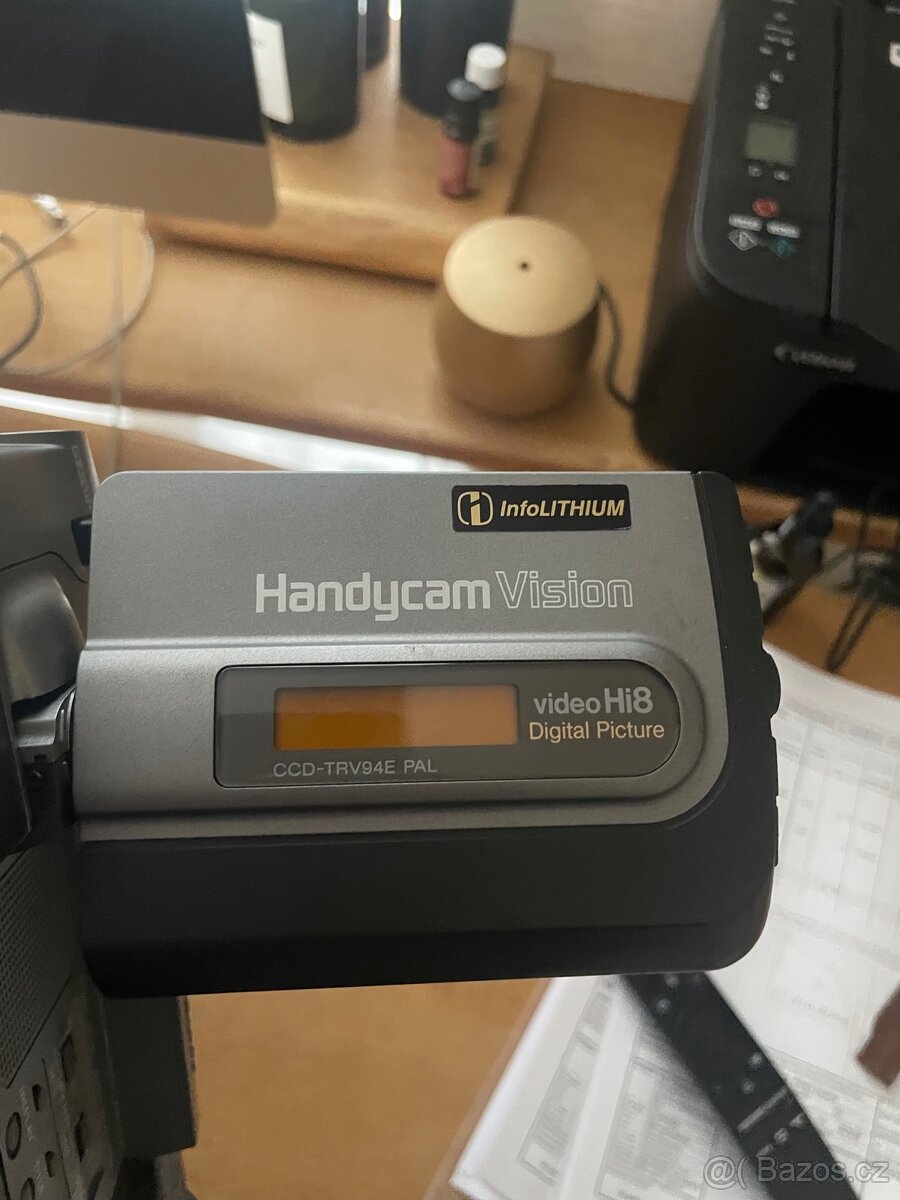 InfoLITHIUM
Handycam Vision
video Hi8
Digital Picture
CCD-TRV94E PAL
@( Bazos.cz